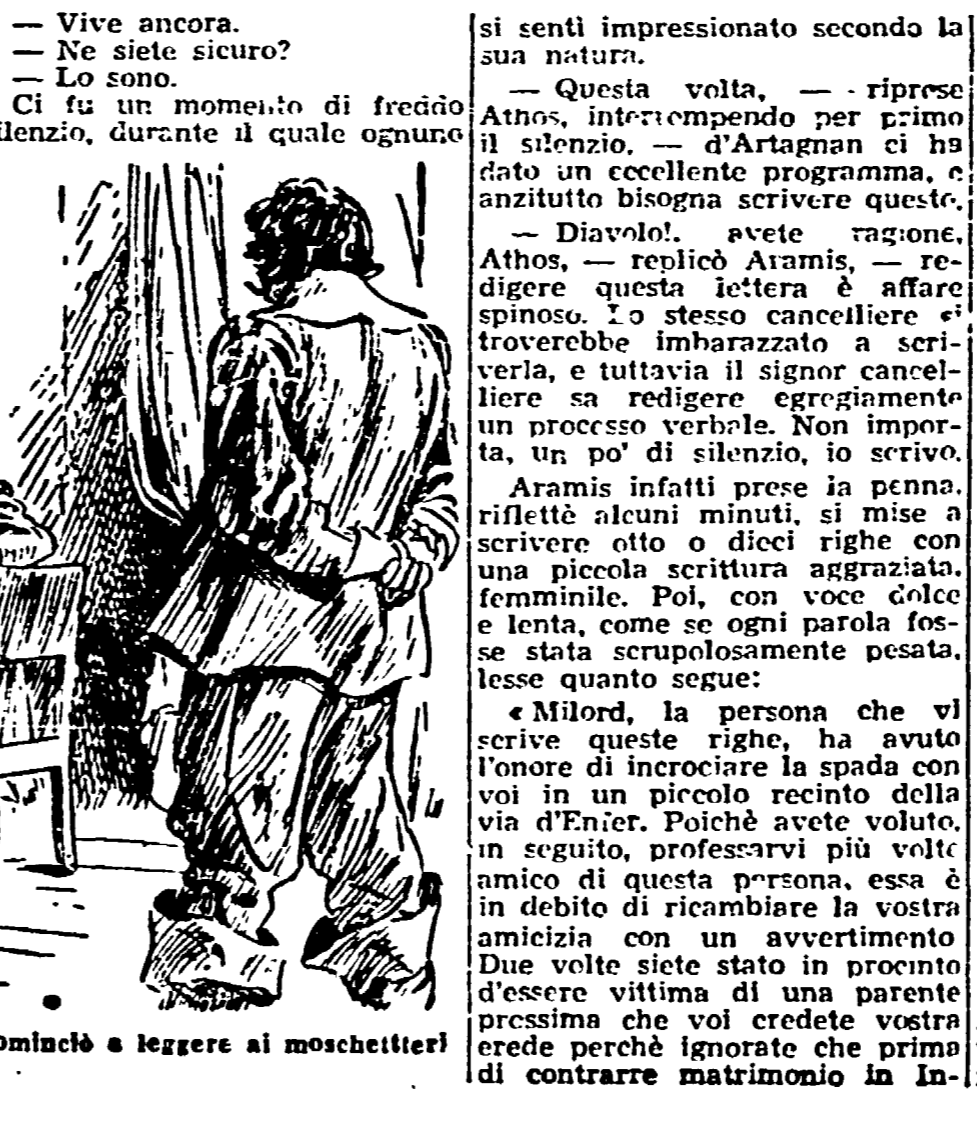 — Vive ancora.
— Ne siete sicuro?
— Lo sono.
Ci fu un momento di freddo
ilenzio, durante il quale ognuno
ominciò a leggere ai moschettieri
si sentì impressionato secondo la
sua natura.
— Questa volta, — riprese
Athos, interrompendo per primo
il silenzio, — d'Artagnan ci ha
dato un eccellente programma, e
anzitutto bisogna scrivere questo.
— Diavolo!. avete ragione,
Athos, — replicò Aramis, — re-
digere questa lettera è affare
spinoso. Lo stesso cancelliere si
troverebbe imbarazzato a scri-
verla, e tuttavia il signor cancel-
liere sa redigere egregiamente
un processo verbale. Non impor-
ta, un po' di silenzio, io scrivo.
Aramis infatti prese la penna,
riflettè alcuni minuti, si mise a
scrivere otto o dieci righe con
una piccola scrittura aggraziata,
femminile. Poi, con voce dolce
e lenta, come se ogni parola fos-
se stata scrupolosamente pesata,
lesse quanto segue:
« Milord, la persona che vi
scrive queste righe, ha avuto
l'onore di incrociare la spada con
voi in un piccolo recinto della
via d'Enfer. Poichè avete voluto,
in seguito, professarvi più volte
amico di questa persona, essa è
in debito di ricambiare la vostra
amicizia con un avvertimento
Due volte siete stato in procinto
d'essere vittima di una parente
prossima che voi credete vostra
erede perchè ignorate che prima
di contrarre matrimonio in In-